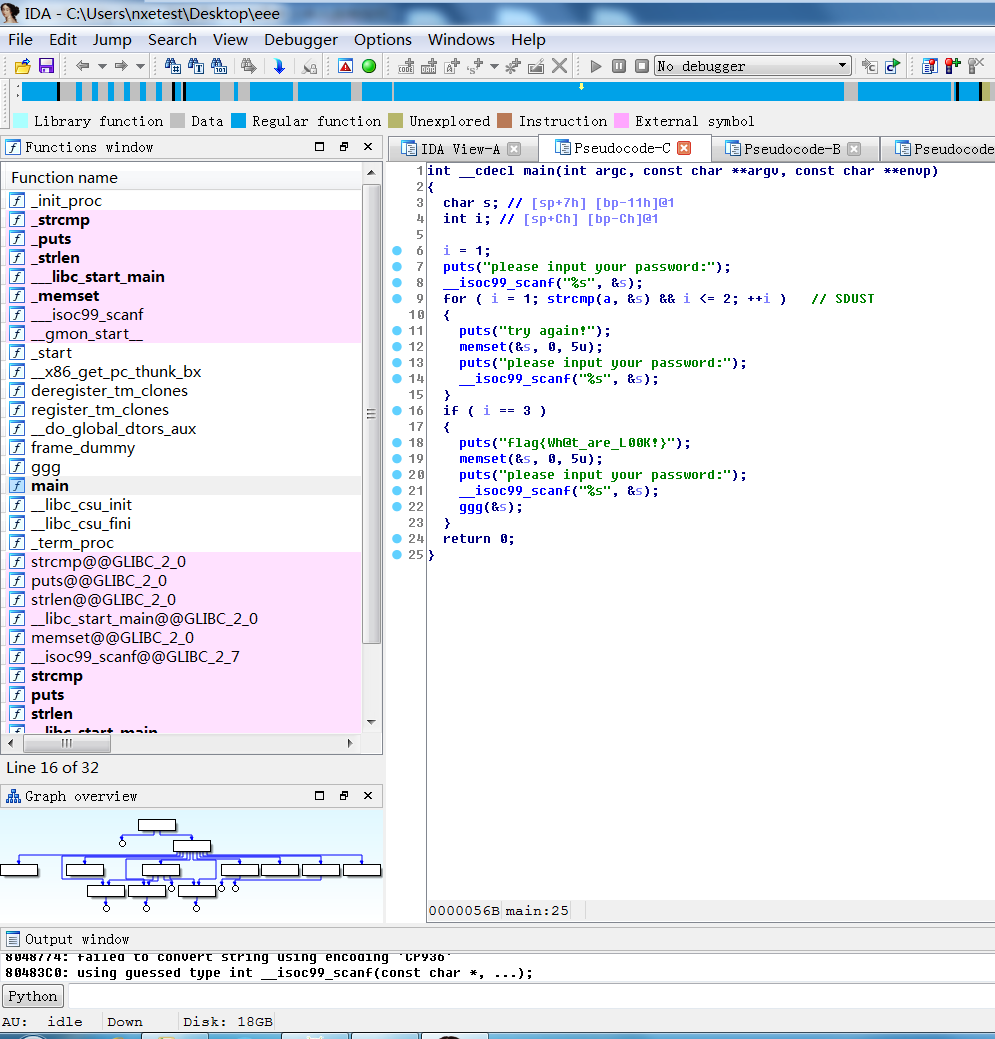 IDA - C:\Users\nxetest\Desktop\eee
File Edit Jump Search View Debugger Options Windows Help
No debugger
Library function Data Regular function Unexplored Instruction External symbol
Functions window
IDA View-A Pseudocode-C Pseudocode-B Pseudocode
Function name
_init_proc
_strcmp
_puts
_strlen
___libc_start_main
_memset
___isoc99_scanf
__gmon_start__
_start
__x86_get_pc_thunk_bx
deregister_tm_clones
register_tm_clones
__do_global_dtors_aux
frame_dummy
ggg
main
__libc_csu_init
__libc_csu_fini
_term_proc
strcmp@@GLIBC_2_0
puts@@GLIBC_2_0
strlen@@GLIBC_2_0
__libc_start_main@@GLIBC_2_0
memset@@GLIBC_2_0
__isoc99_scanf@@GLIBC_2_7
strcmp
puts
strlen
__libc_start_main
Line 16 of 32
Graph overview
1 int __cdecl main(int argc, const char **argv, const char **envp)
2 {
3   char s; // [sp+7h] [bp-11h]@1
4   int i; // [sp+Ch] [bp-Ch]@1
5
6   i = 1;
7   puts("please input your password:");
8   __isoc99_scanf("%s", &s);
9   for ( i = 1; strcmp(a, &s) && i <= 2; ++i )   // SDUST
10   {
11     puts("try again!");
12     memset(&s, 0, 5u);
13     puts("please input your password:");
14     __isoc99_scanf("%s", &s);
15   }
16   if ( i == 3 )
17   {
18     puts("flag{Wh@t_are_L00K!}");
19     memset(&s, 0, 5u);
20     puts("please input your password:");
21     __isoc99_scanf("%s", &s);
22     ggg(&s);
23   }
24   return 0;
25 }
0000056B main:25
Output window
8048774: failed to convert string using encoding 'CP936'
80483C0: using guessed type int __isoc99_scanf(const char *, ...);
Python
AU: idle Down Disk: 18GB